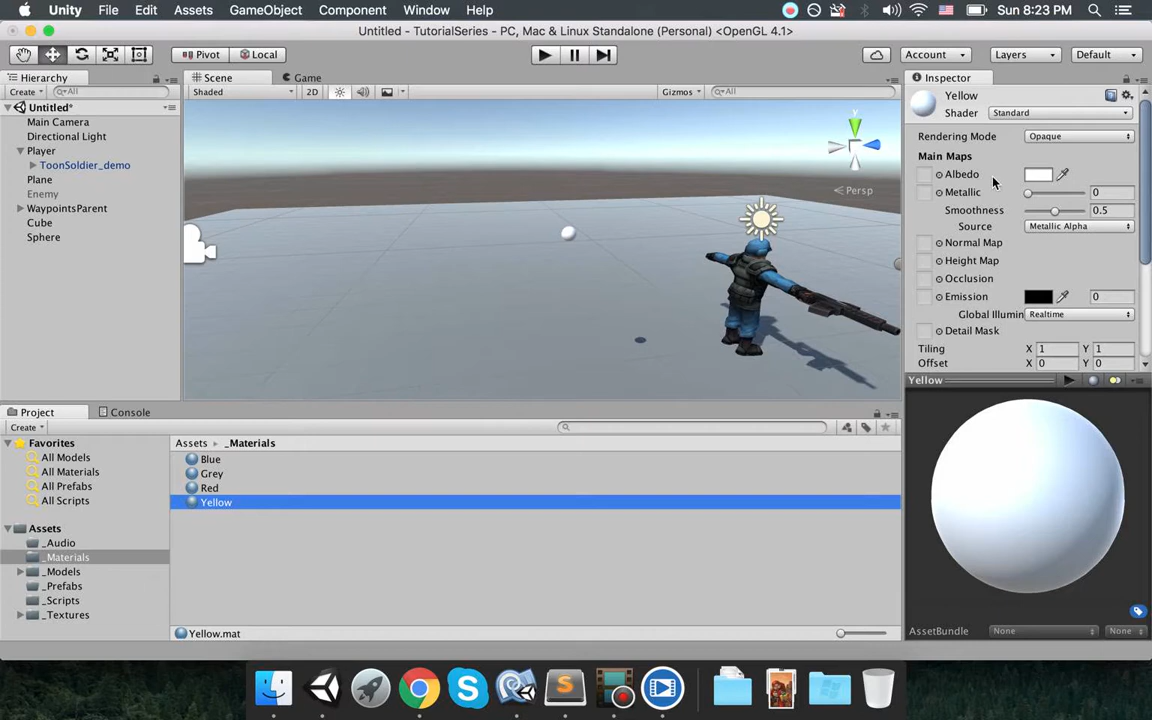 Unity File Edit Assets GameObject Component Window Help Sun 8:23 PM
Untitled - TutorialSeries - PC, Mac & Linux Standalone (Personal) <OpenGL 4.1>
Pivot Local Account Layers Default
Hierarchy Scene Game Inspector
Create All Shaded 2D Gizmos All
Untitled*
Main Camera
Directional Light
Player
ToonSoldier_demo
Plane
Enemy
WaypointsParent
Cube
Sphere
Persp
Yellow
Shader Standard
Rendering Mode Opaque
Main Maps
Albedo
Metallic 0
Smoothness 0.5
Source Metallic Alpha
Normal Map
Height Map
Occlusion
Emission 0
Global Illumin Realtime
Detail Mask
Tiling X 1 Y 1
Offset X 0 Y 0
Yellow
AssetBundle None None
Project Console
Create
Favorites
All Models
All Materials
All Prefabs
All Scripts
Assets
_Audio
_Materials
_Models
_Prefabs
_Scripts
_Textures
Assets _Materials
Blue
Grey
Red
Yellow
Yellow.mat